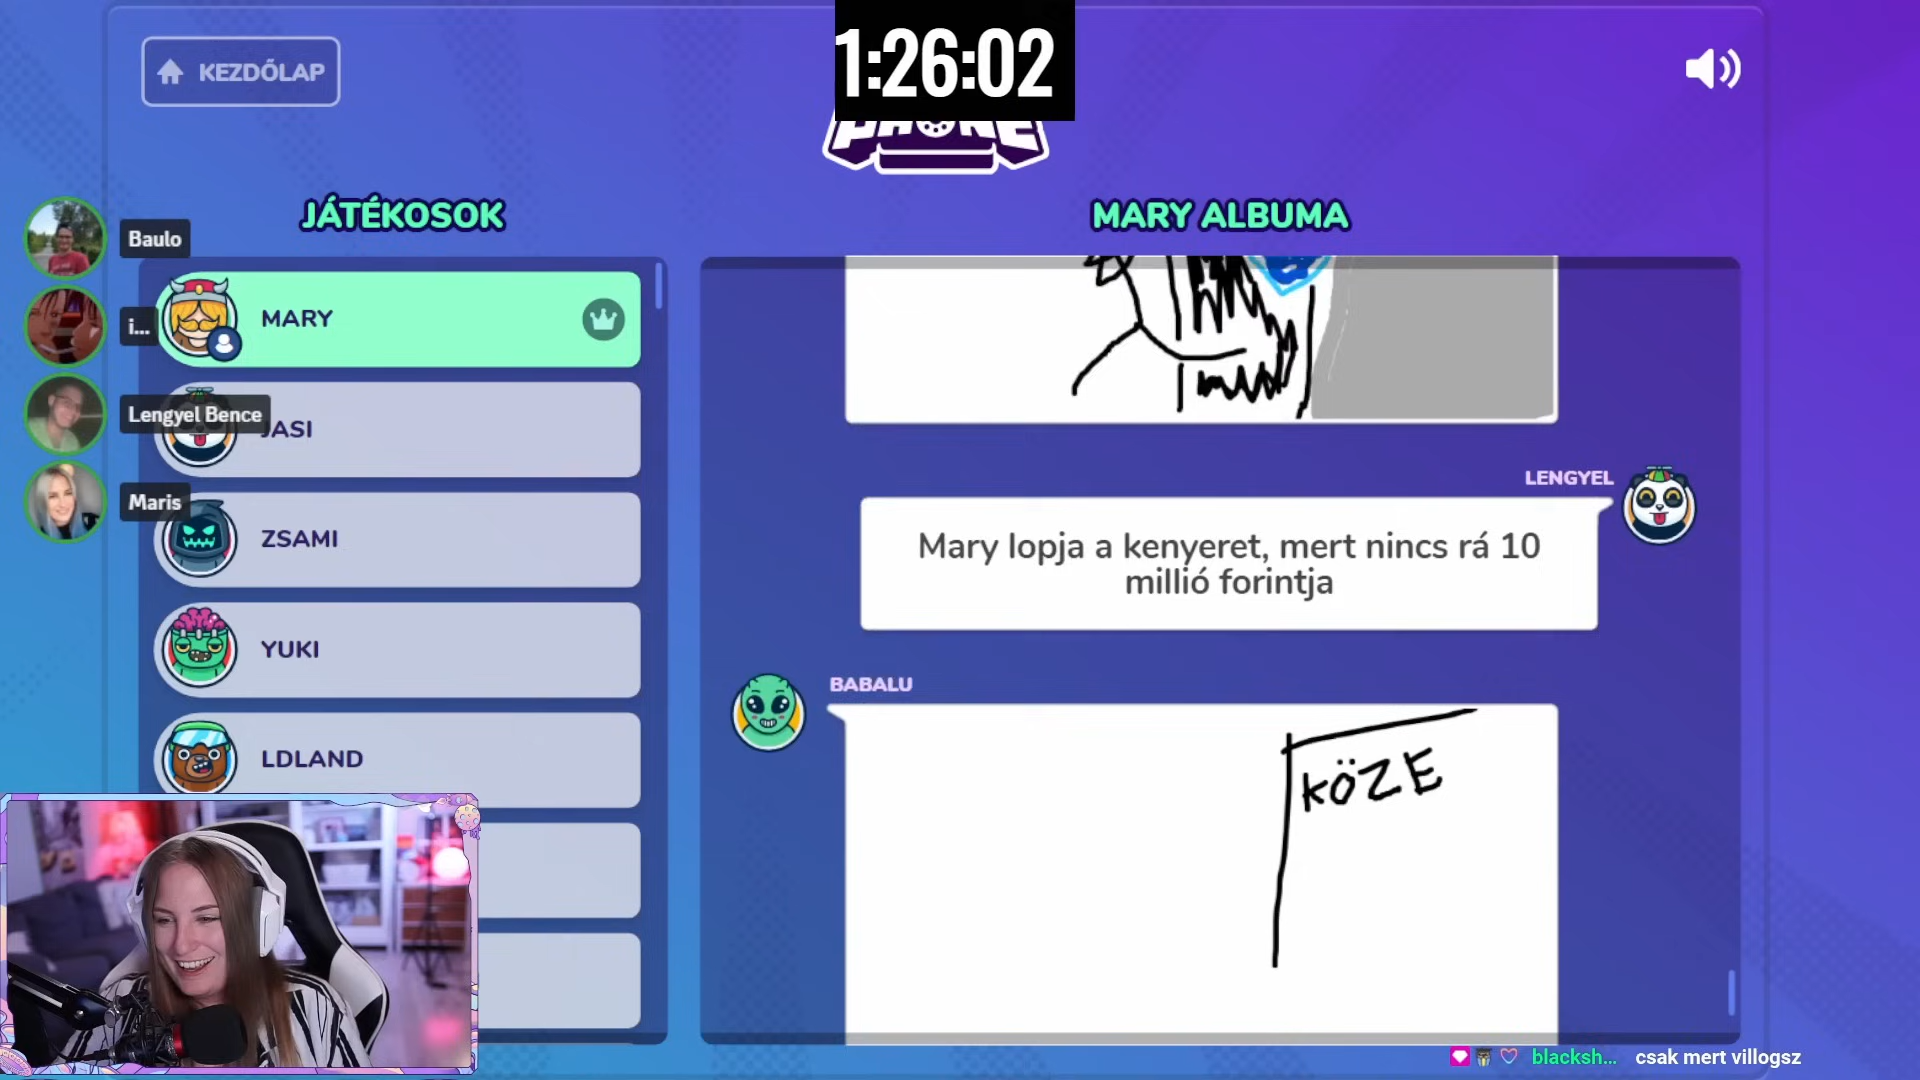 1:26:02
KEZDŐLAP
PHONE
JÁTÉKOSOK
MARY ALBUMA
Baulo
MARY
i...
Lengyel Bence
JASI
LENGYEL
Maris
ZSAMI
Mary lopja a kenyeret, mert nincs rá 10
millió forintja
YUKI
BABALU
LDLAND
KÖZE
blacksh... csak mert villogsz